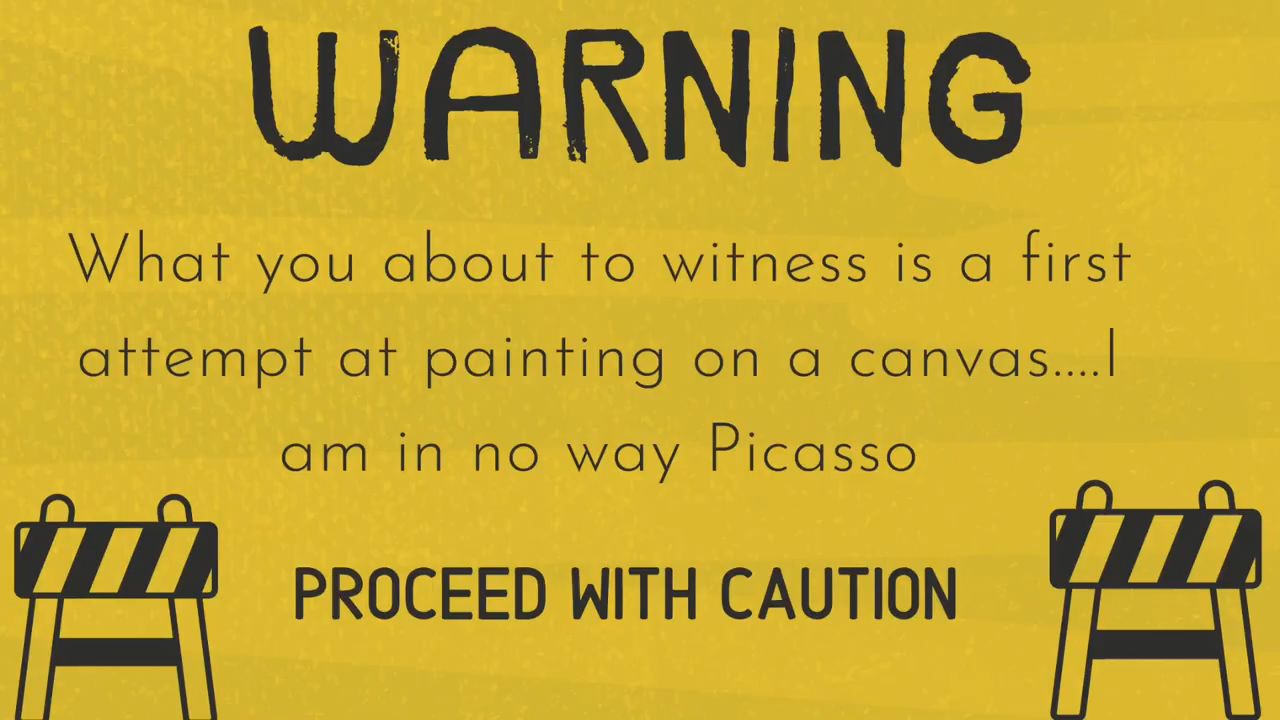 WARNING
What you about to witness is a first
attempt at painting on a canvas....I
am in no way Picasso
PROCEED WITH CAUTION